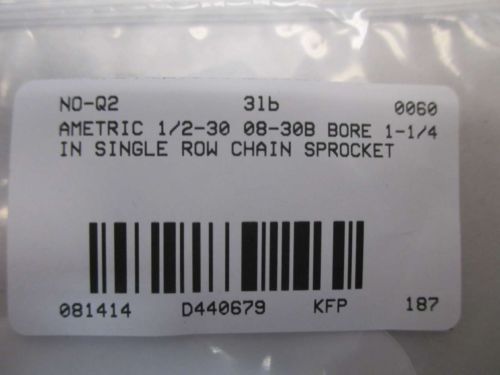 NO-Q2 3lb 0060
AMETRIC 1/2-30 08-30B BORE 1-1/4
IN SINGLE ROW CHAIN SPROCKET
081414 D440679 KFP 187